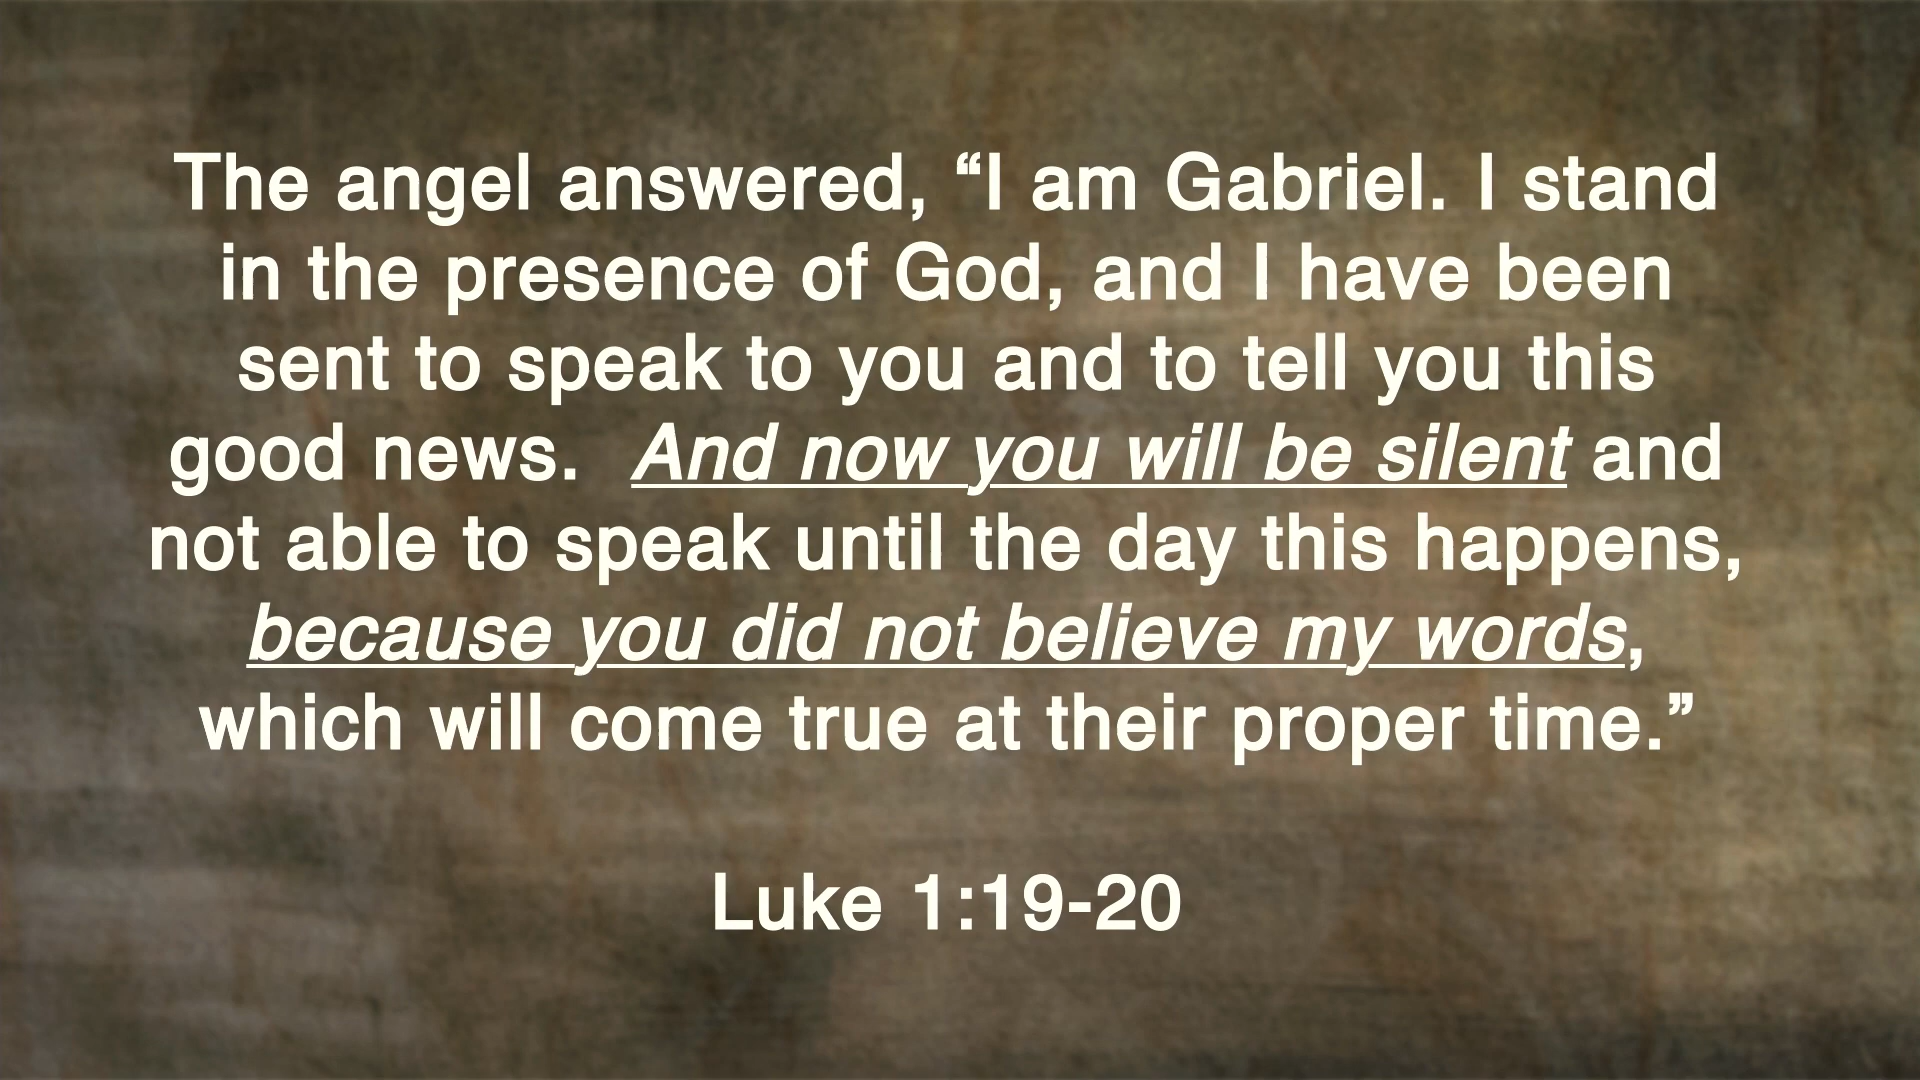 The angel answered, “I am Gabriel. I stand
in the presence of God, and I have been
sent to speak to you and to tell you this
good news.  And now you will be silent and
not able to speak until the day this happens,
because you did not believe my words,
which will come true at their proper time.”
Luke 1:19-20